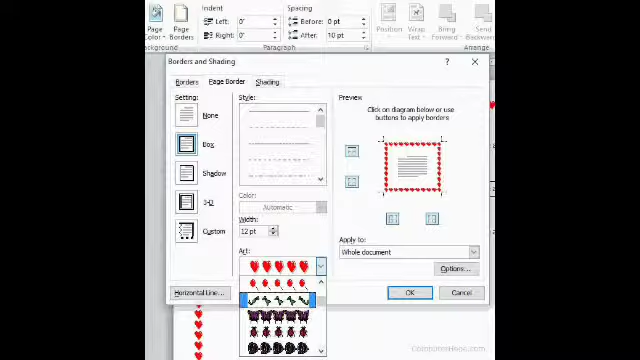 Indent
Spacing
Page Color
Page Borders
Left: 0"
Right: 0"
Before: 0 pt
After: 10 pt
Position
Wrap Text
Bring Forward
Send Backward
Background
Paragraph
Arrange
Borders and Shading
? ×
Borders
Page Border
Shading
Setting:
None
Box
Shadow
3-D
Custom
Style:
Color:
Automatic
Width:
12 pt
Art:
Preview
Click on diagram below or use
buttons to apply borders
Apply to:
Whole document
Options...
Horizontal Line...
OK
Cancel
ComputerHope.com